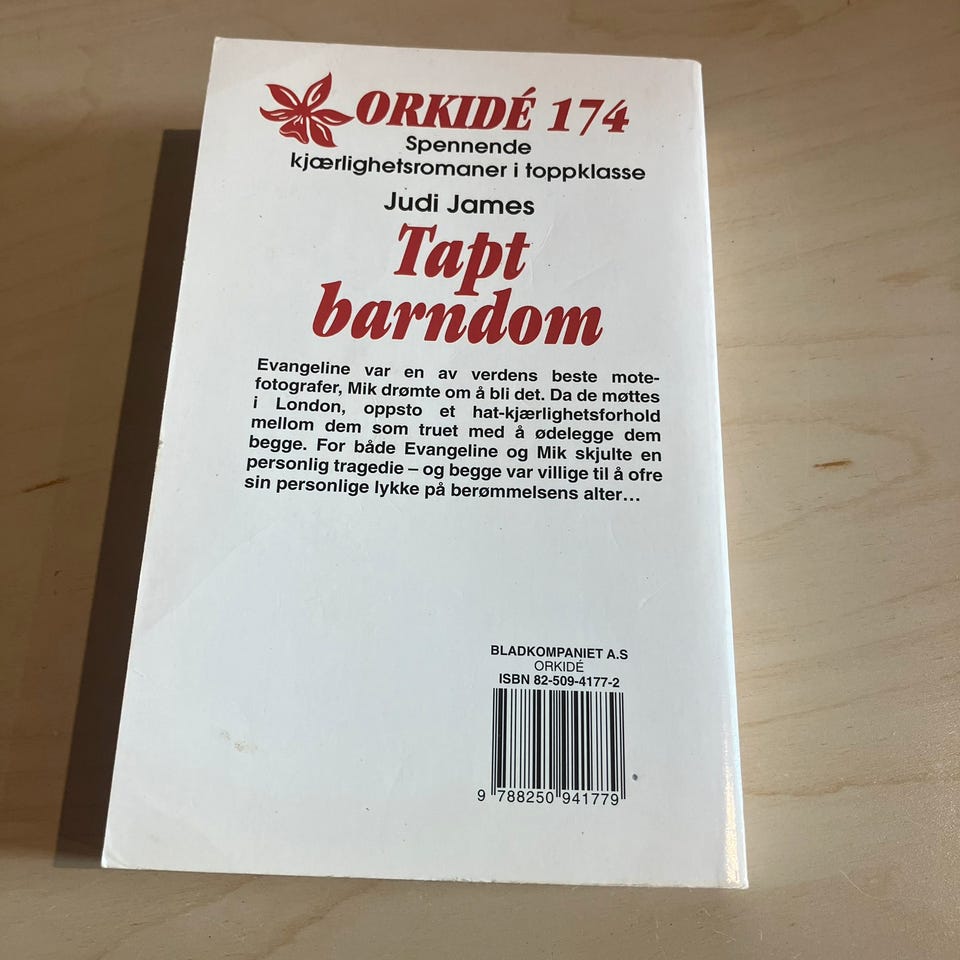 ORKIDÉ 174
Spennende
kjærlighetsromaner i toppklasse
Judi James
Tapt
barndom
Evangeline var en av verdens beste mote-
fotografer, Mik drømte om å bli det. Da de møttes
i London, oppsto et hat-kjærlighetsforhold
mellom dem som truet med å ødelegge dem
begge. For både Evangeline og Mik skjulte en
personlig tragedie – og begge var villige til å ofre
sin personlige lykke på berømmelsens alter...
BLADKOMPANIET A.S
ORKIDÉ
ISBN 82-509-4177-2
9 788250 941779